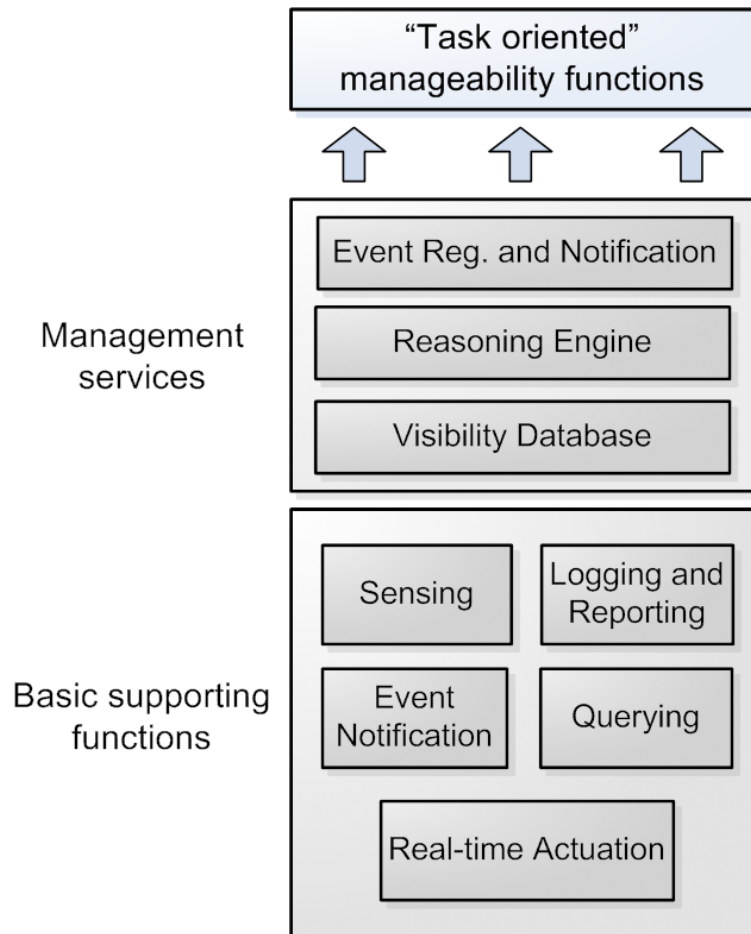 “Task oriented”
manageability functions
Event Reg. and Notification
Reasoning Engine
Visibility Database
Management
services
Sensing
Logging and
Reporting
Event
Notification
Querying
Real-time Actuation
Basic supporting
functions